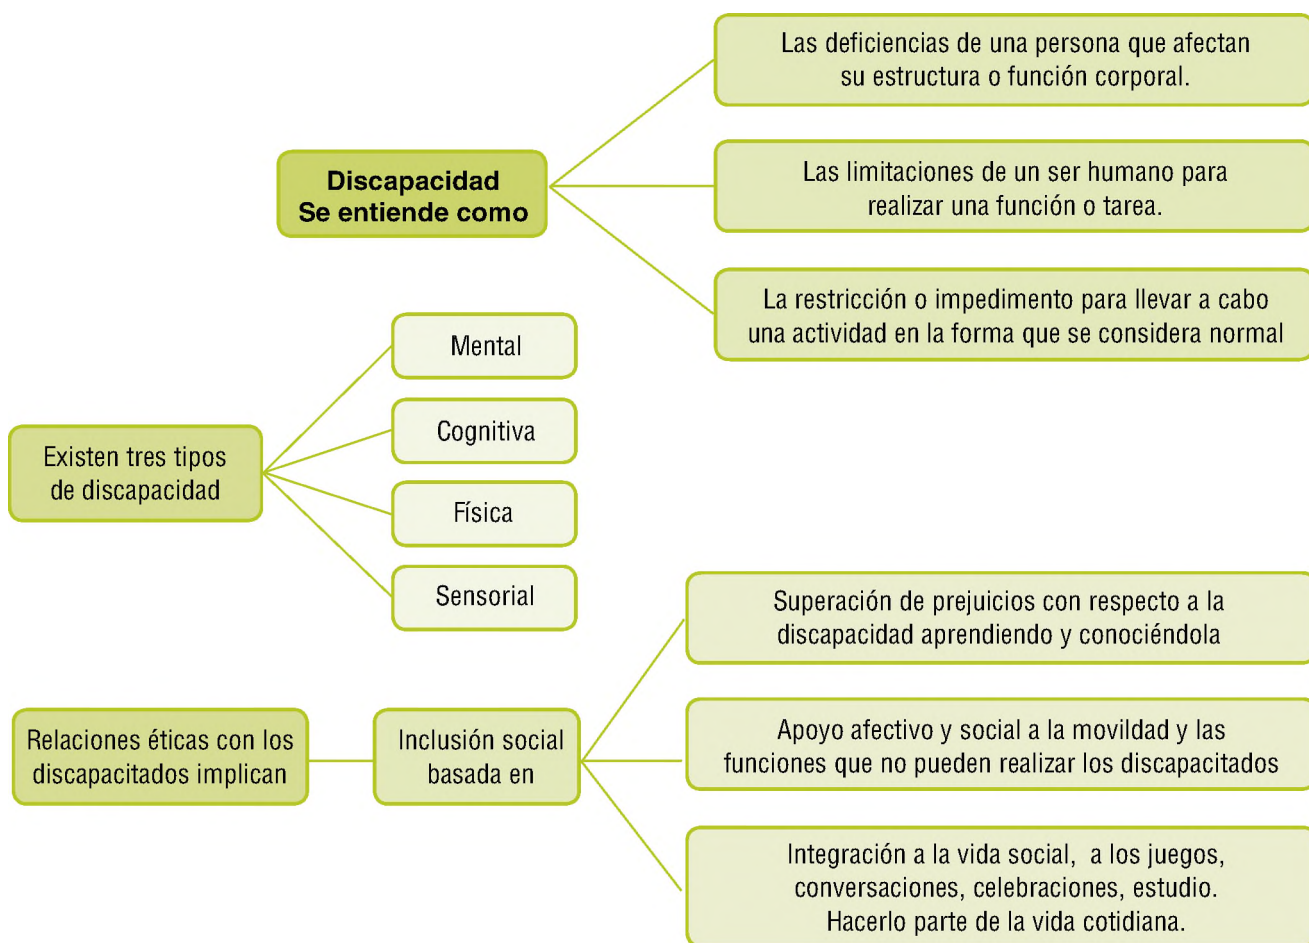 Discapacidad
Se entiende como
Las deficiencias de una persona que afectan
su estructura o función corporal.
Las limitaciones de un ser humano para
realizar una función o tarea.
La restricción o impedimento para llevar a cabo
una actividad en la forma que se considera normal
Existen tres tipos
de discapacidad
Mental
Cognitiva
Física
Sensorial
Relaciones éticas con los
discapacitados implican
Inclusión social
basada en
Superación de prejuicios con respecto a la
discapacidad aprendiendo y conociéndola
Apoyo afectivo y social a la movildad y las
funciones que no pueden realizar los discapacitados
Integración a la vida social, a los juegos,
conversaciones, celebraciones, estudio.
Hacerlo parte de la vida cotidiana.